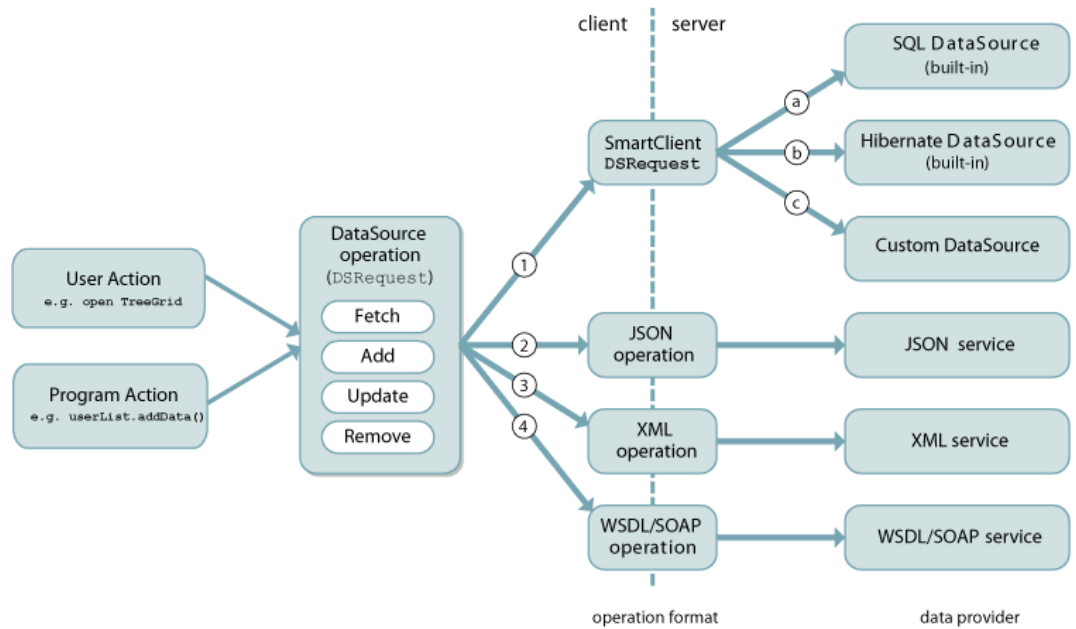 client
server
SQL DataSource
(built-in)
a
SmartClient
DSRequest
b
Hibernate DataSource
(built-in)
c
Custom DataSource
DataSource
operation
(DSRequest)
Fetch
Add
Update
Remove
User Action
e.g. open TreeGrid
Program Action
e.g. userList.addData()
1
2
JSON
operation
JSON service
3
XML
operation
XML service
4
WSDL/SOAP
operation
WSDL/SOAP service
operation format
data provider